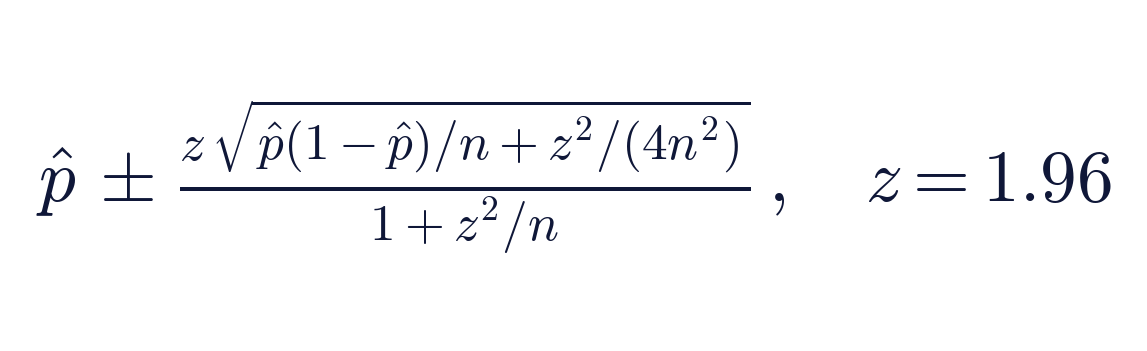 p̂ ± z√(p̂(1 − p̂)/n + z²/(4n²)) / (1 + z²/n) , z = 1.96